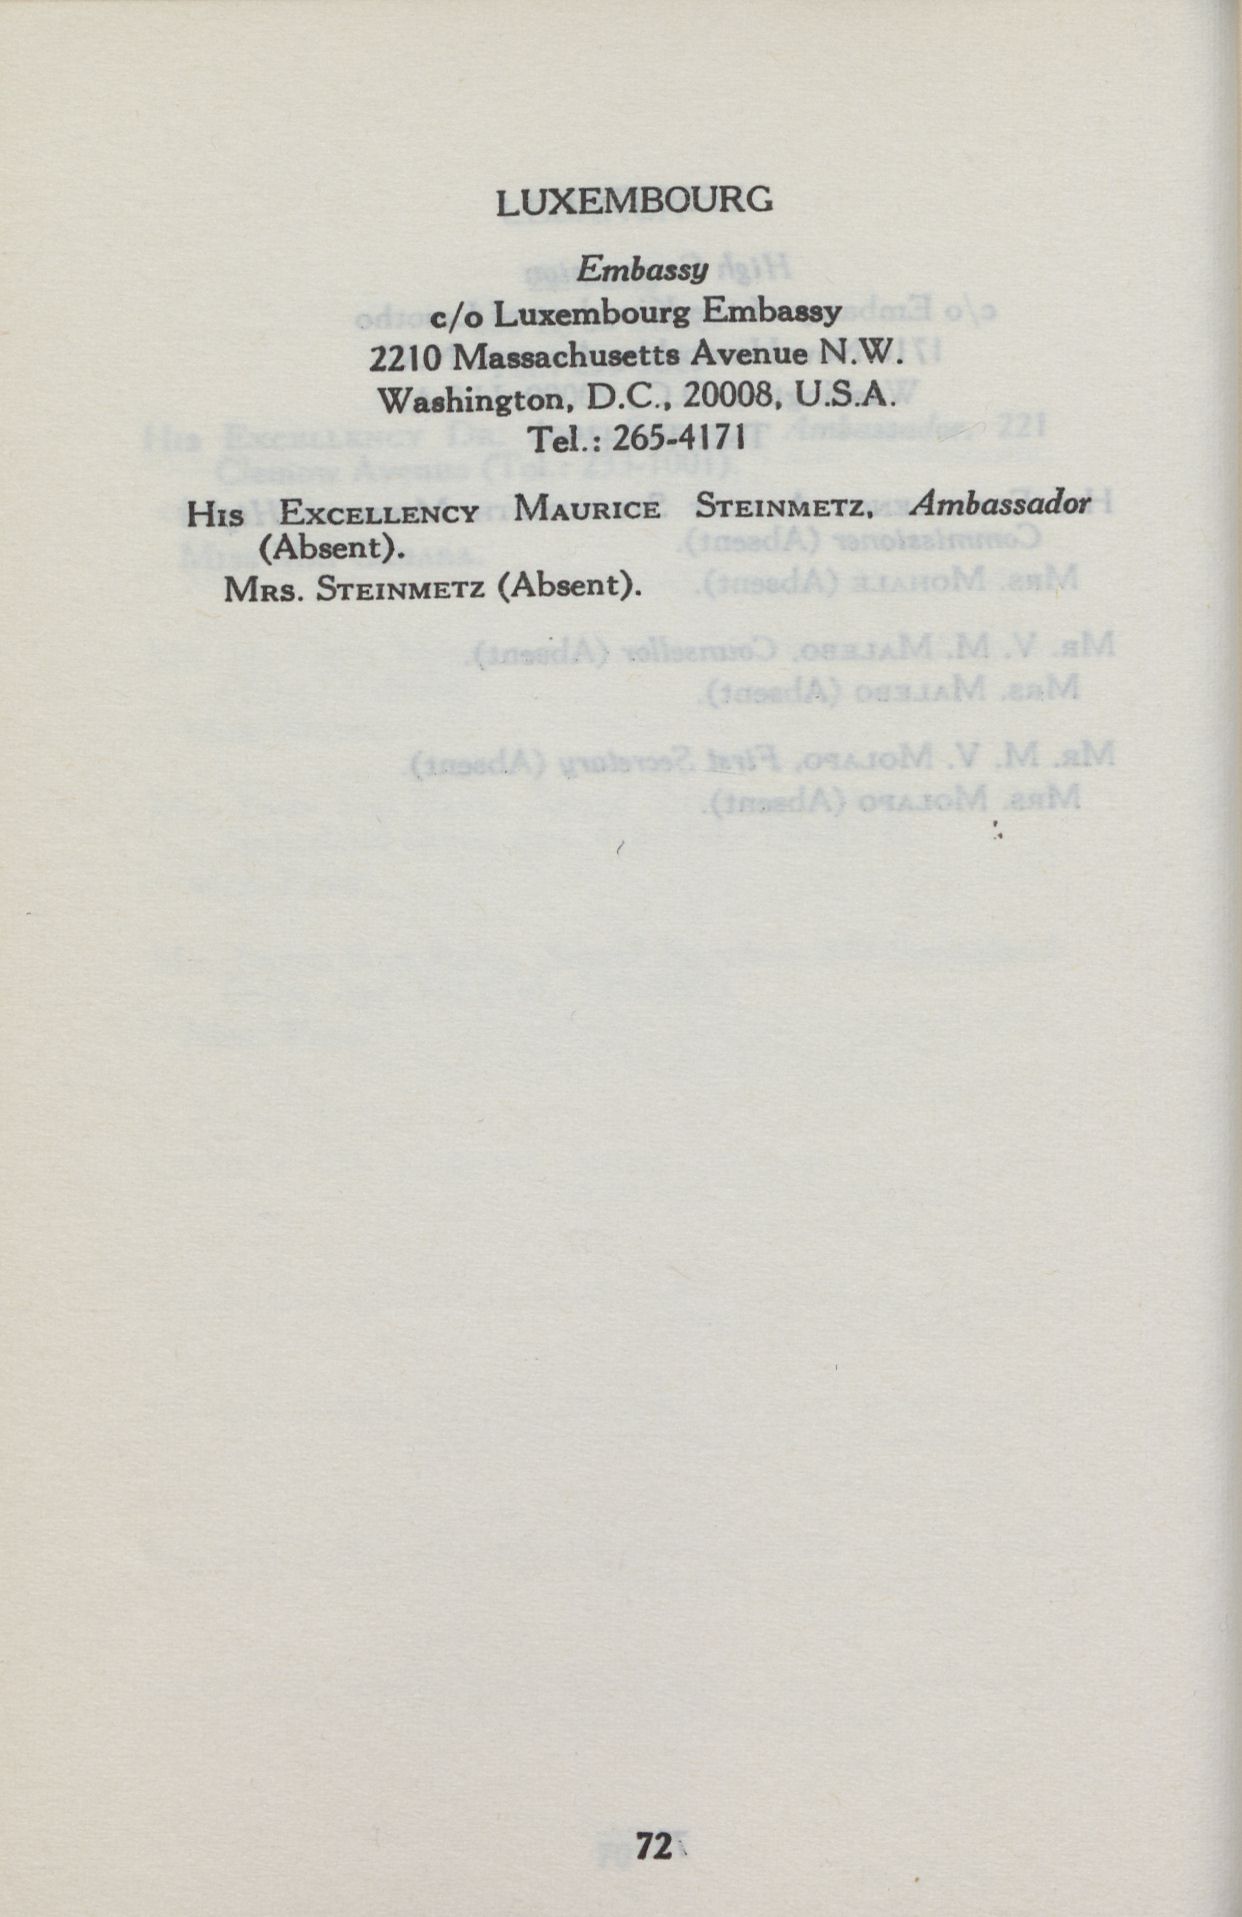 LUXEMBOURG
Embassy
c/o Luxembourg Embassy
2210 Massachusetts Avenue N.W.
Washington, D.C., 20008, U.S.A.
Tel.: 265-4171
HIS EXCELLENCY MAURICE STEINMETZ, Ambassador
(Absent).
MRS. STEINMETZ (Absent).
72